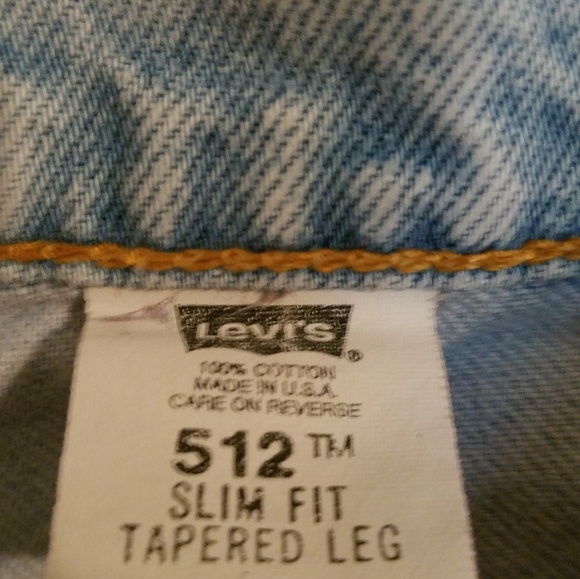 Levi's ®
100% COTTON
MADE IN U.S.A.
CARE ON REVERSE
512 ™
SLIM FIT
TAPERED LEG